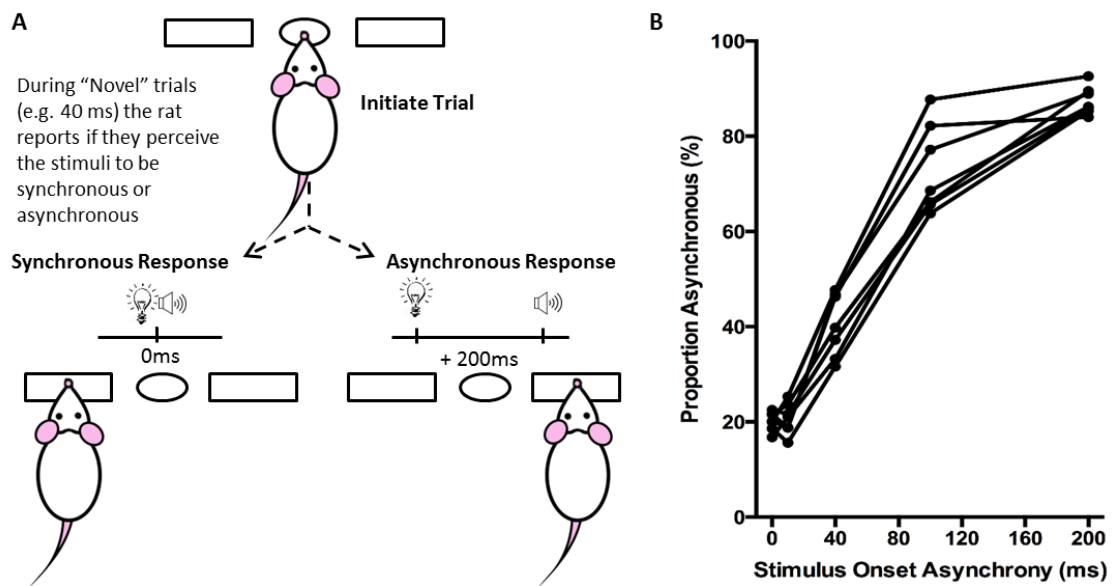 A
During “Novel” trials
(e.g. 40 ms) the rat
reports if they perceive
the stimuli to be
synchronous or
asynchronous
Initiate Trial
Synchronous Response
Asynchronous Response
0ms
+ 200ms
B
Proportion Asynchronous (%)
100
80
60
40
20
0
0 40 80 120 160 200
Stimulus Onset Asynchrony (ms)